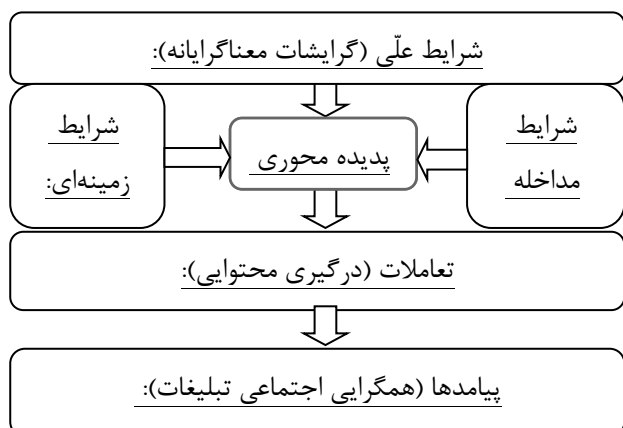 شرایط علّی (گرایشات معناگرایانه):
شرایط
مداخله
پدیده محوری
شرایط
زمینه‌ای:
تعاملات (درگیری محتوایی):
پیامدها (همگرایی اجتماعی تبلیغات):